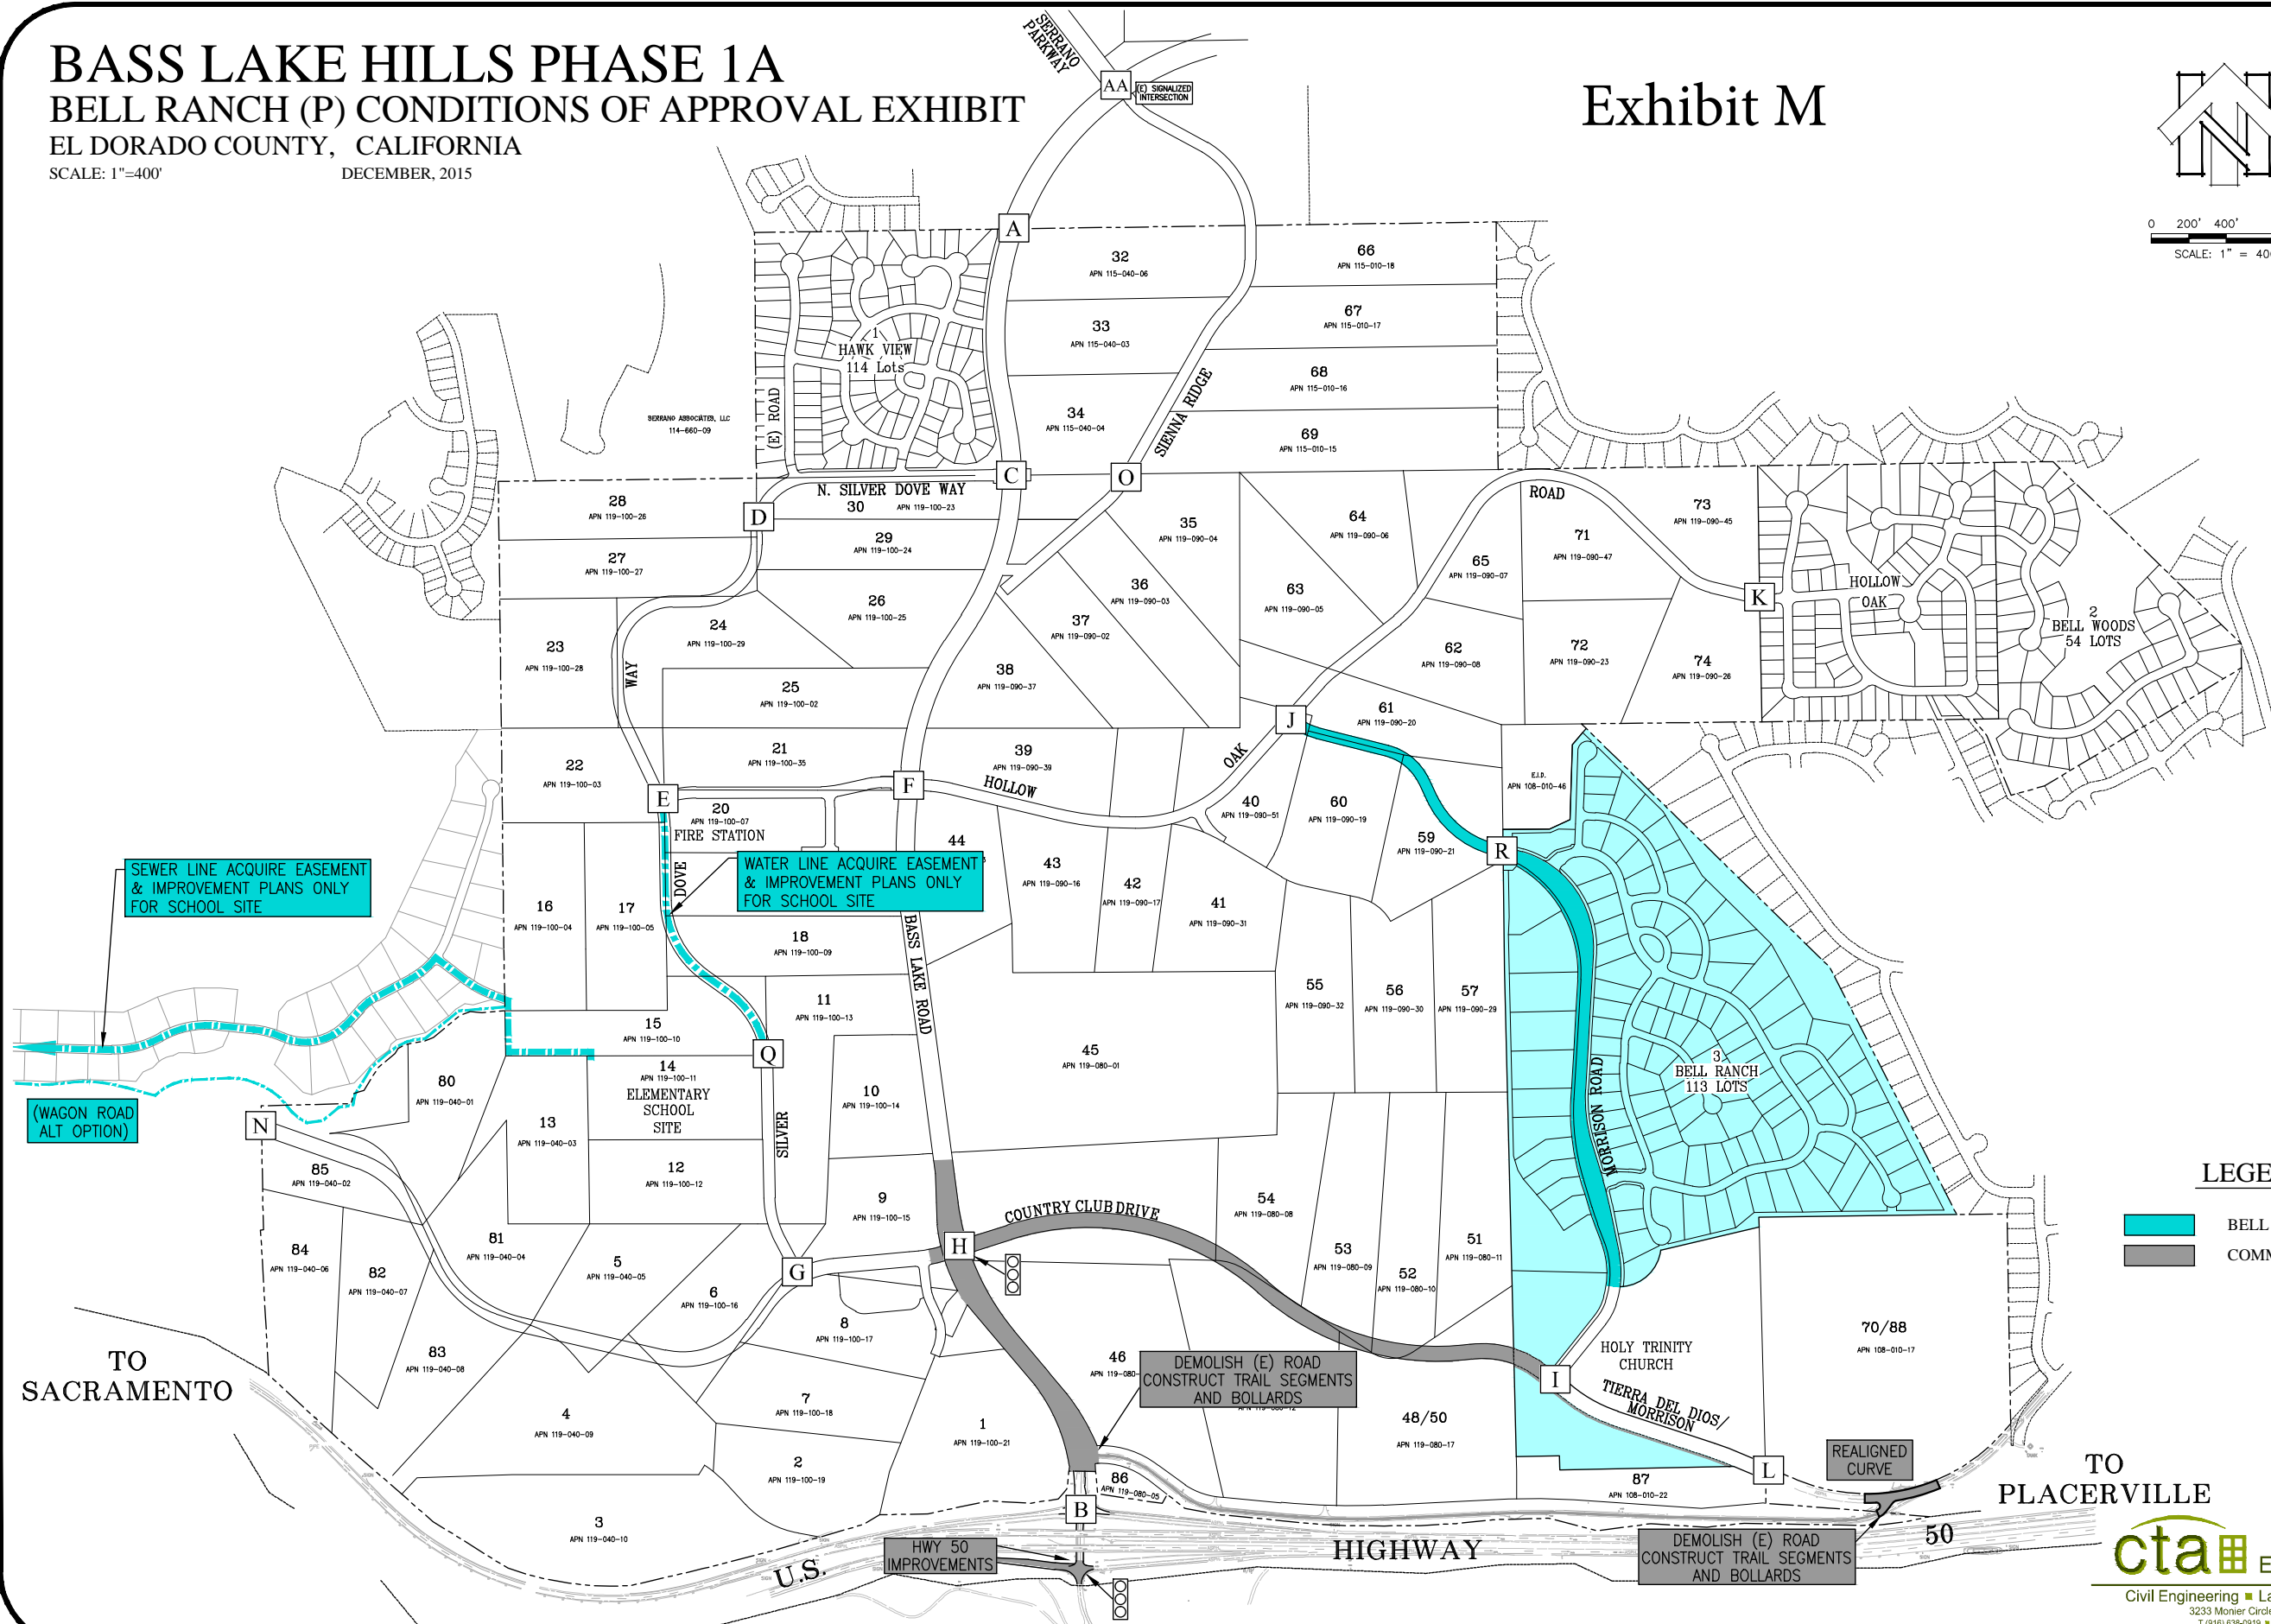 BASS LAKE HILLS PHASE 1A
BELL RANCH (P) CONDITIONS OF APPROVAL EXHIBIT
EL DORADO COUNTY, CALIFORNIA
SCALE: 1"=400' DECEMBER, 2015
Exhibit M
SERRANO
PARKWAY
AA
(E) SIGNALIZED
INTERSECTION
N
0 200' 400'
SCALE: 1" = 40
A
32
APN 115-040-06
66
APN 115-010-18
33
APN 115-040-03
67
APN 115-010-17
1
HAWK VIEW
114 Lots
68
APN 115-010-16
34
APN 115-040-04
69
APN 115-010-15
SIENNA RIDGE
(E) ROAD
SERRANO ASSOCIATES, LLC
114-660-09
C
O
N. SILVER DOVE WAY
D
28
APN 119-100-26
30
APN 119-100-23
29
APN 119-100-24
27
APN 119-100-27
26
APN 119-100-25
35
APN 119-090-04
36
APN 119-090-03
37
APN 119-090-02
38
APN 119-090-37
64
APN 119-090-06
63
APN 119-090-05
65
APN 119-090-07
ROAD
71
APN 119-090-47
73
APN 119-090-45
K
HOLLOW
OAK
2
BELL WOODS
54 LOTS
23
APN 119-100-28
24
APN 119-100-29
WAY
25
APN 119-100-02
62
APN 119-090-08
72
APN 119-090-23
74
APN 119-090-26
J
61
APN 119-090-20
22
APN 119-100-03
21
APN 119-100-35
39
APN 119-090-39
E
F
HOLLOW
OAK
E.I.D.
APN 108-010-46
20
APN 119-100-07
FIRE STATION
40
APN 119-090-51
60
APN 119-090-19
59
APN 119-090-21
R
44
43
APN 119-090-16
42
APN 119-090-17
41
APN 119-090-31
SEWER LINE ACQUIRE EASEMENT
& IMPROVEMENT PLANS ONLY
FOR SCHOOL SITE
WATER LINE ACQUIRE EASEMENT
& IMPROVEMENT PLANS ONLY
FOR SCHOOL SITE
DOVE
16
APN 119-100-04
17
APN 119-100-05
18
APN 119-100-09
BASS LAKE ROAD
11
APN 119-100-13
15
APN 119-100-10
Q
55
APN 119-090-32
56
APN 119-090-30
57
APN 119-090-29
45
APN 119-080-01
14
APN 119-100-11
ELEMENTARY
SCHOOL
SITE
10
APN 119-100-14
3
BELL RANCH
113 LOTS
MORRISON ROAD
(WAGON ROAD
ALT OPTION)
80
APN 119-040-01
N
13
APN 119-040-03
SILVER
12
APN 119-100-12
85
APN 119-040-02
9
APN 119-100-15
COUNTRY CLUB DRIVE
54
APN 119-080-08
LEGE
BELL
COMM
84
APN 119-040-06
82
APN 119-040-07
81
APN 119-040-04
5
APN 119-040-05
6
APN 119-100-16
G
H
53
APN 119-080-09
52
APN 119-080-10
51
APN 119-080-11
83
APN 119-040-08
8
APN 119-100-17
70/88
APN 108-010-17
HOLY TRINITY
CHURCH
I
TIERRA DEL DIOS/
MORRISON
TO
SACRAMENTO
46
APN 119-080-
DEMOLISH (E) ROAD
CONSTRUCT TRAIL SEGMENTS
AND BOLLARDS
7
APN 119-100-18
4
APN 119-040-09
1
APN 119-100-21
48/50
APN 119-080-17
2
APN 119-100-19
L
REALIGNED
CURVE
TO
PLACERVILLE
86
APN 119-080-05
87
APN 108-010-22
B
3
APN 119-040-10
HWY 50
IMPROVEMENTS
U.S.
HIGHWAY
50
DEMOLISH (E) ROAD
CONSTRUCT TRAIL SEGMENTS
AND BOLLARDS
cta E
Civil Engineering ▪ La
3233 Monier Circle
T (916) 638-0919